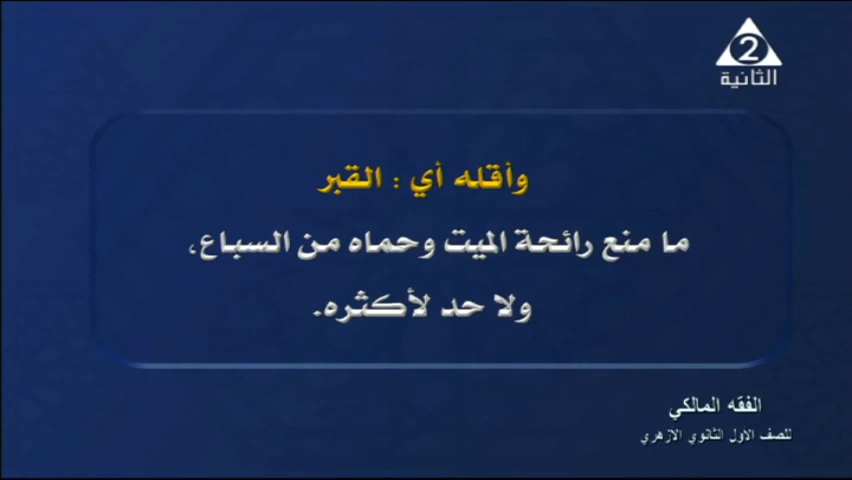 2
الثانية
وأقله أي : القبر
ما منع رائحة الميت وحماه من السباع،
ولا حد لأكثره.
الفقه المالكي
للصف الاول الثانوي الازهري